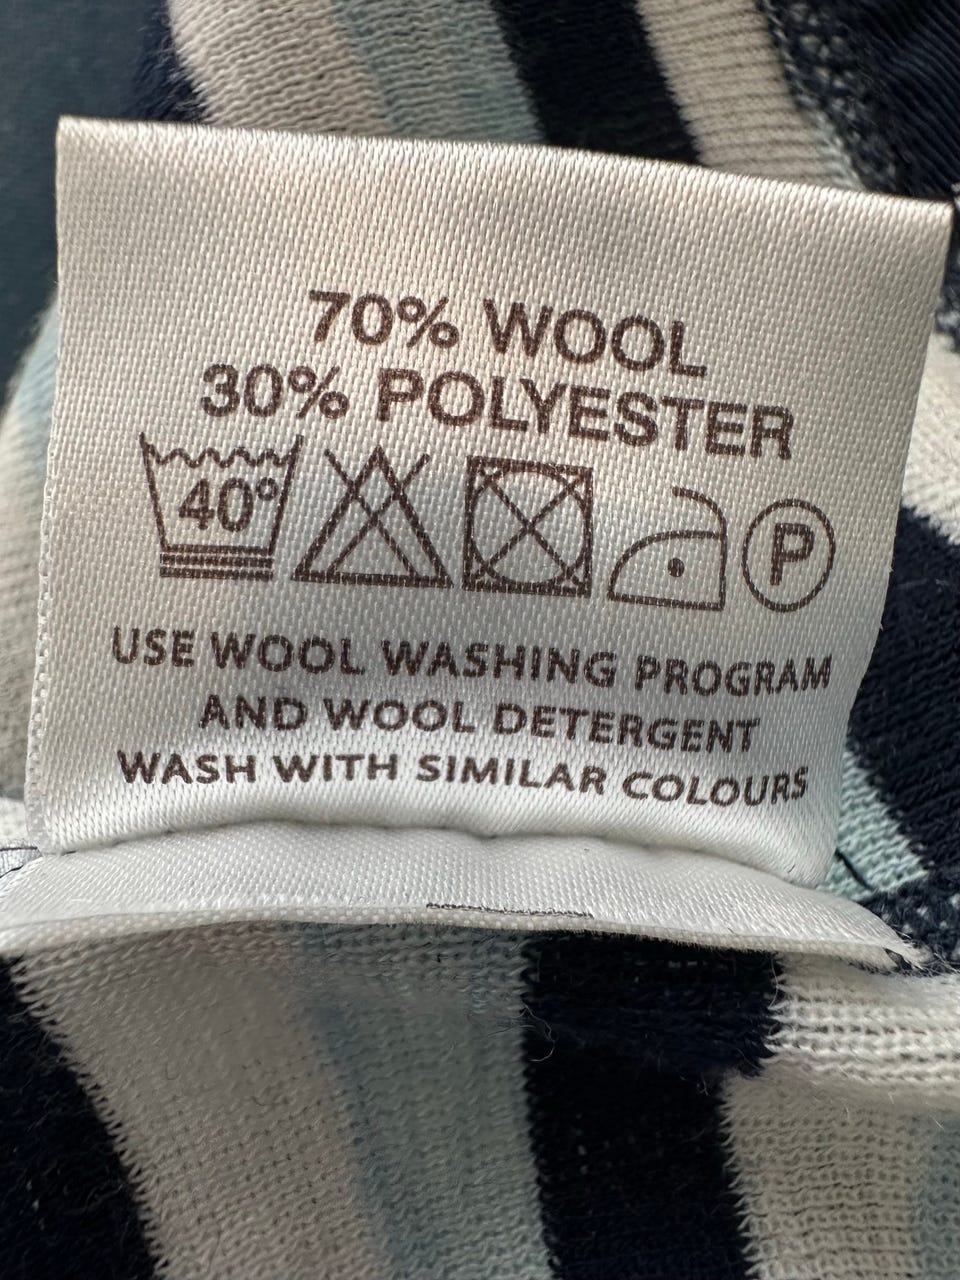 70% WOOL
30% POLYESTER
40° P
USE WOOL WASHING PROGRAM
AND WOOL DETERGENT
WASH WITH SIMILAR COLOURS